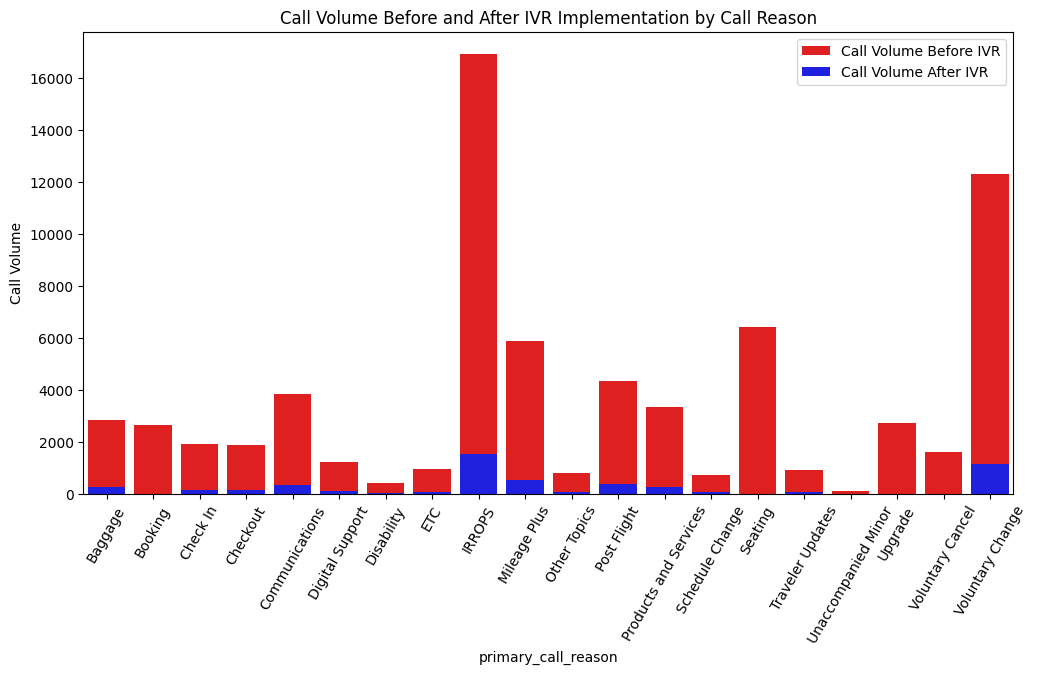 Call Volume Before and After IVR Implementation by Call Reason
Call Volume Before IVR
Call Volume After IVR
Call Volume
16000
14000
12000
10000
8000
6000
4000
2000
0
Baggage
Booking
Check In
Checkout
Communications
Digital Support
Disability
ETC
IRROPS
Mileage Plus
Other Topics
Post Flight
Products and Services
Schedule Change
Seating
Traveler Updates
Unaccompanied Minor
Upgrade
Voluntary Cancel
Voluntary Change
primary_call_reason